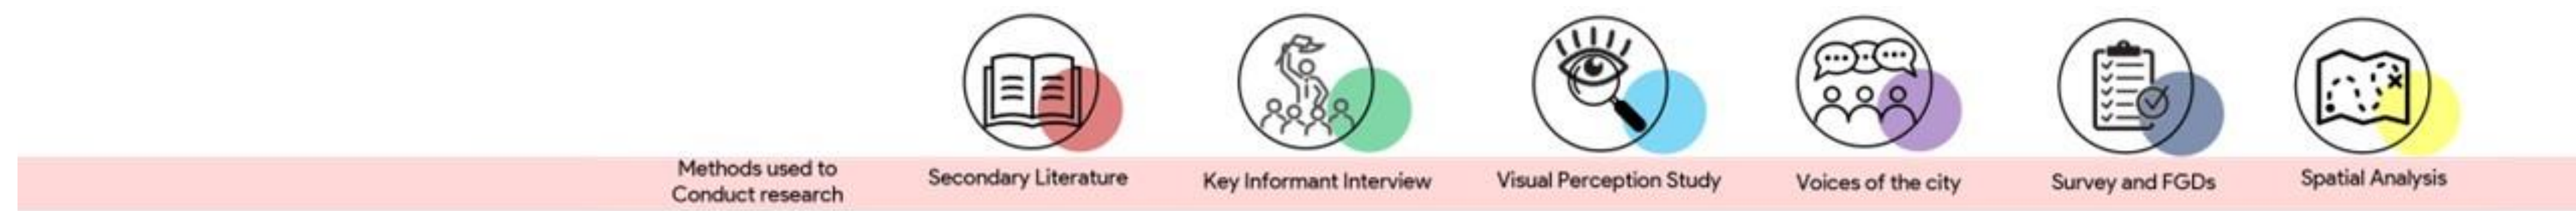 Methods used to
Conduct research
Secondary Literature
Key Informant Interview
Visual Perception Study
Voices of the city
Survey and FGDs
Spatial Analysis